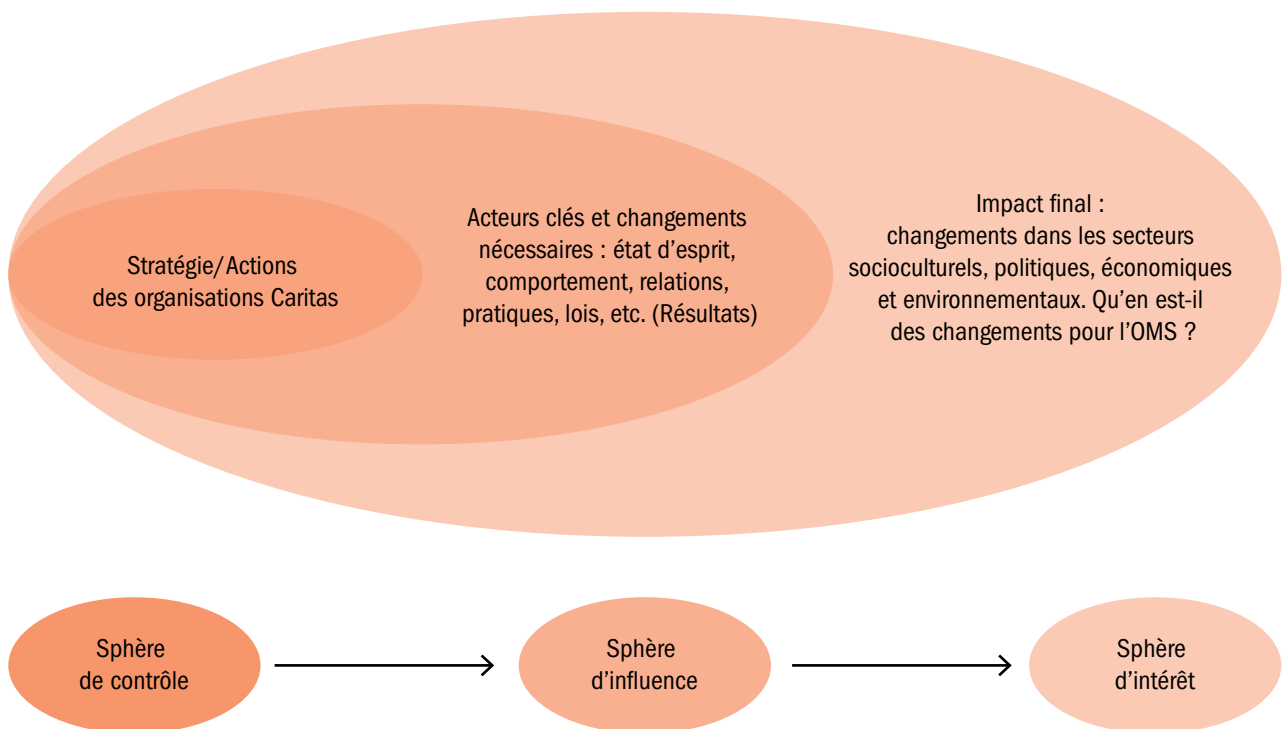 Stratégie/Actions
des organisations Caritas
Acteurs clés et changements
nécessaires : état d’esprit,
comportement, relations,
pratiques, lois, etc. (Résultats)
Impact final :
changements dans les secteurs
socioculturels, politiques, économiques
et environnementaux. Qu’en est-il
des changements pour l’OMS ?
Sphère
de contrôle
Sphère
d’influence
Sphère
d’intérêt